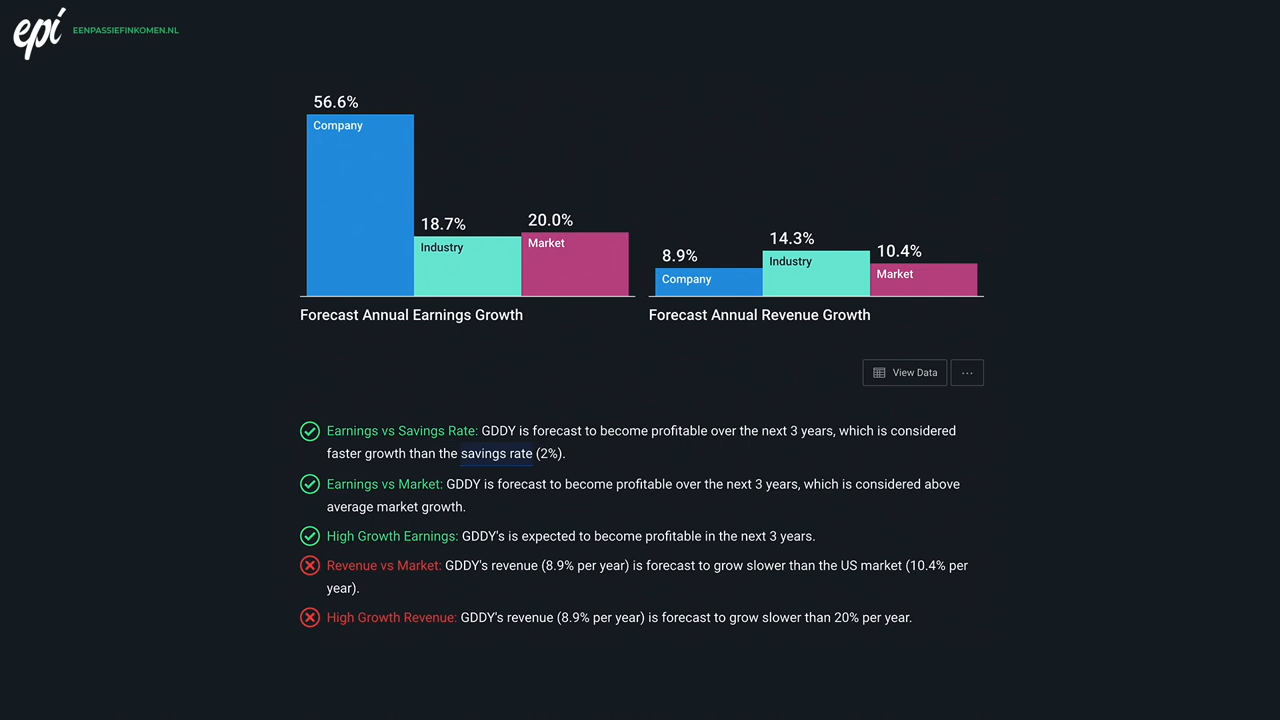 epi
EENPASSIEFINKOMEN.NL
56.6%
Company
18.7%
Industry
20.0%
Market
Forecast Annual Earnings Growth
8.9%
Company
14.3%
Industry
10.4%
Market
Forecast Annual Revenue Growth
View Data
...
Earnings vs Savings Rate: GDDY is forecast to become profitable over the next 3 years, which is considered
faster growth than the savings rate (2%).
Earnings vs Market: GDDY is forecast to become profitable over the next 3 years, which is considered above
average market growth.
High Growth Earnings: GDDY's is expected to become profitable in the next 3 years.
Revenue vs Market: GDDY's revenue (8.9% per year) is forecast to grow slower than the US market (10.4% per
year).
High Growth Revenue: GDDY's revenue (8.9% per year) is forecast to grow slower than 20% per year.